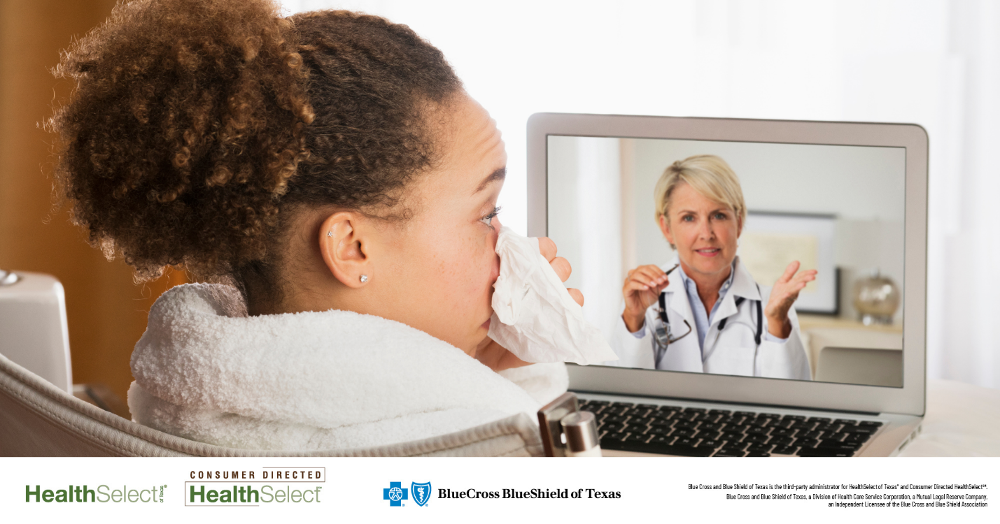 HealthSelect of Texas®
CONSUMER DIRECTED
HealthSelect℠
BlueCross BlueShield of Texas
Blue Cross and Blue Shield of Texas is the third-party administrator for HealthSelect of Texas® and Consumer Directed HealthSelect℠.
Blue Cross and Blue Shield of Texas, a Division of Health Care Service Corporation, a Mutual Legal Reserve Company,
an Independent Licensee of the Blue Cross and Blue Shield Association